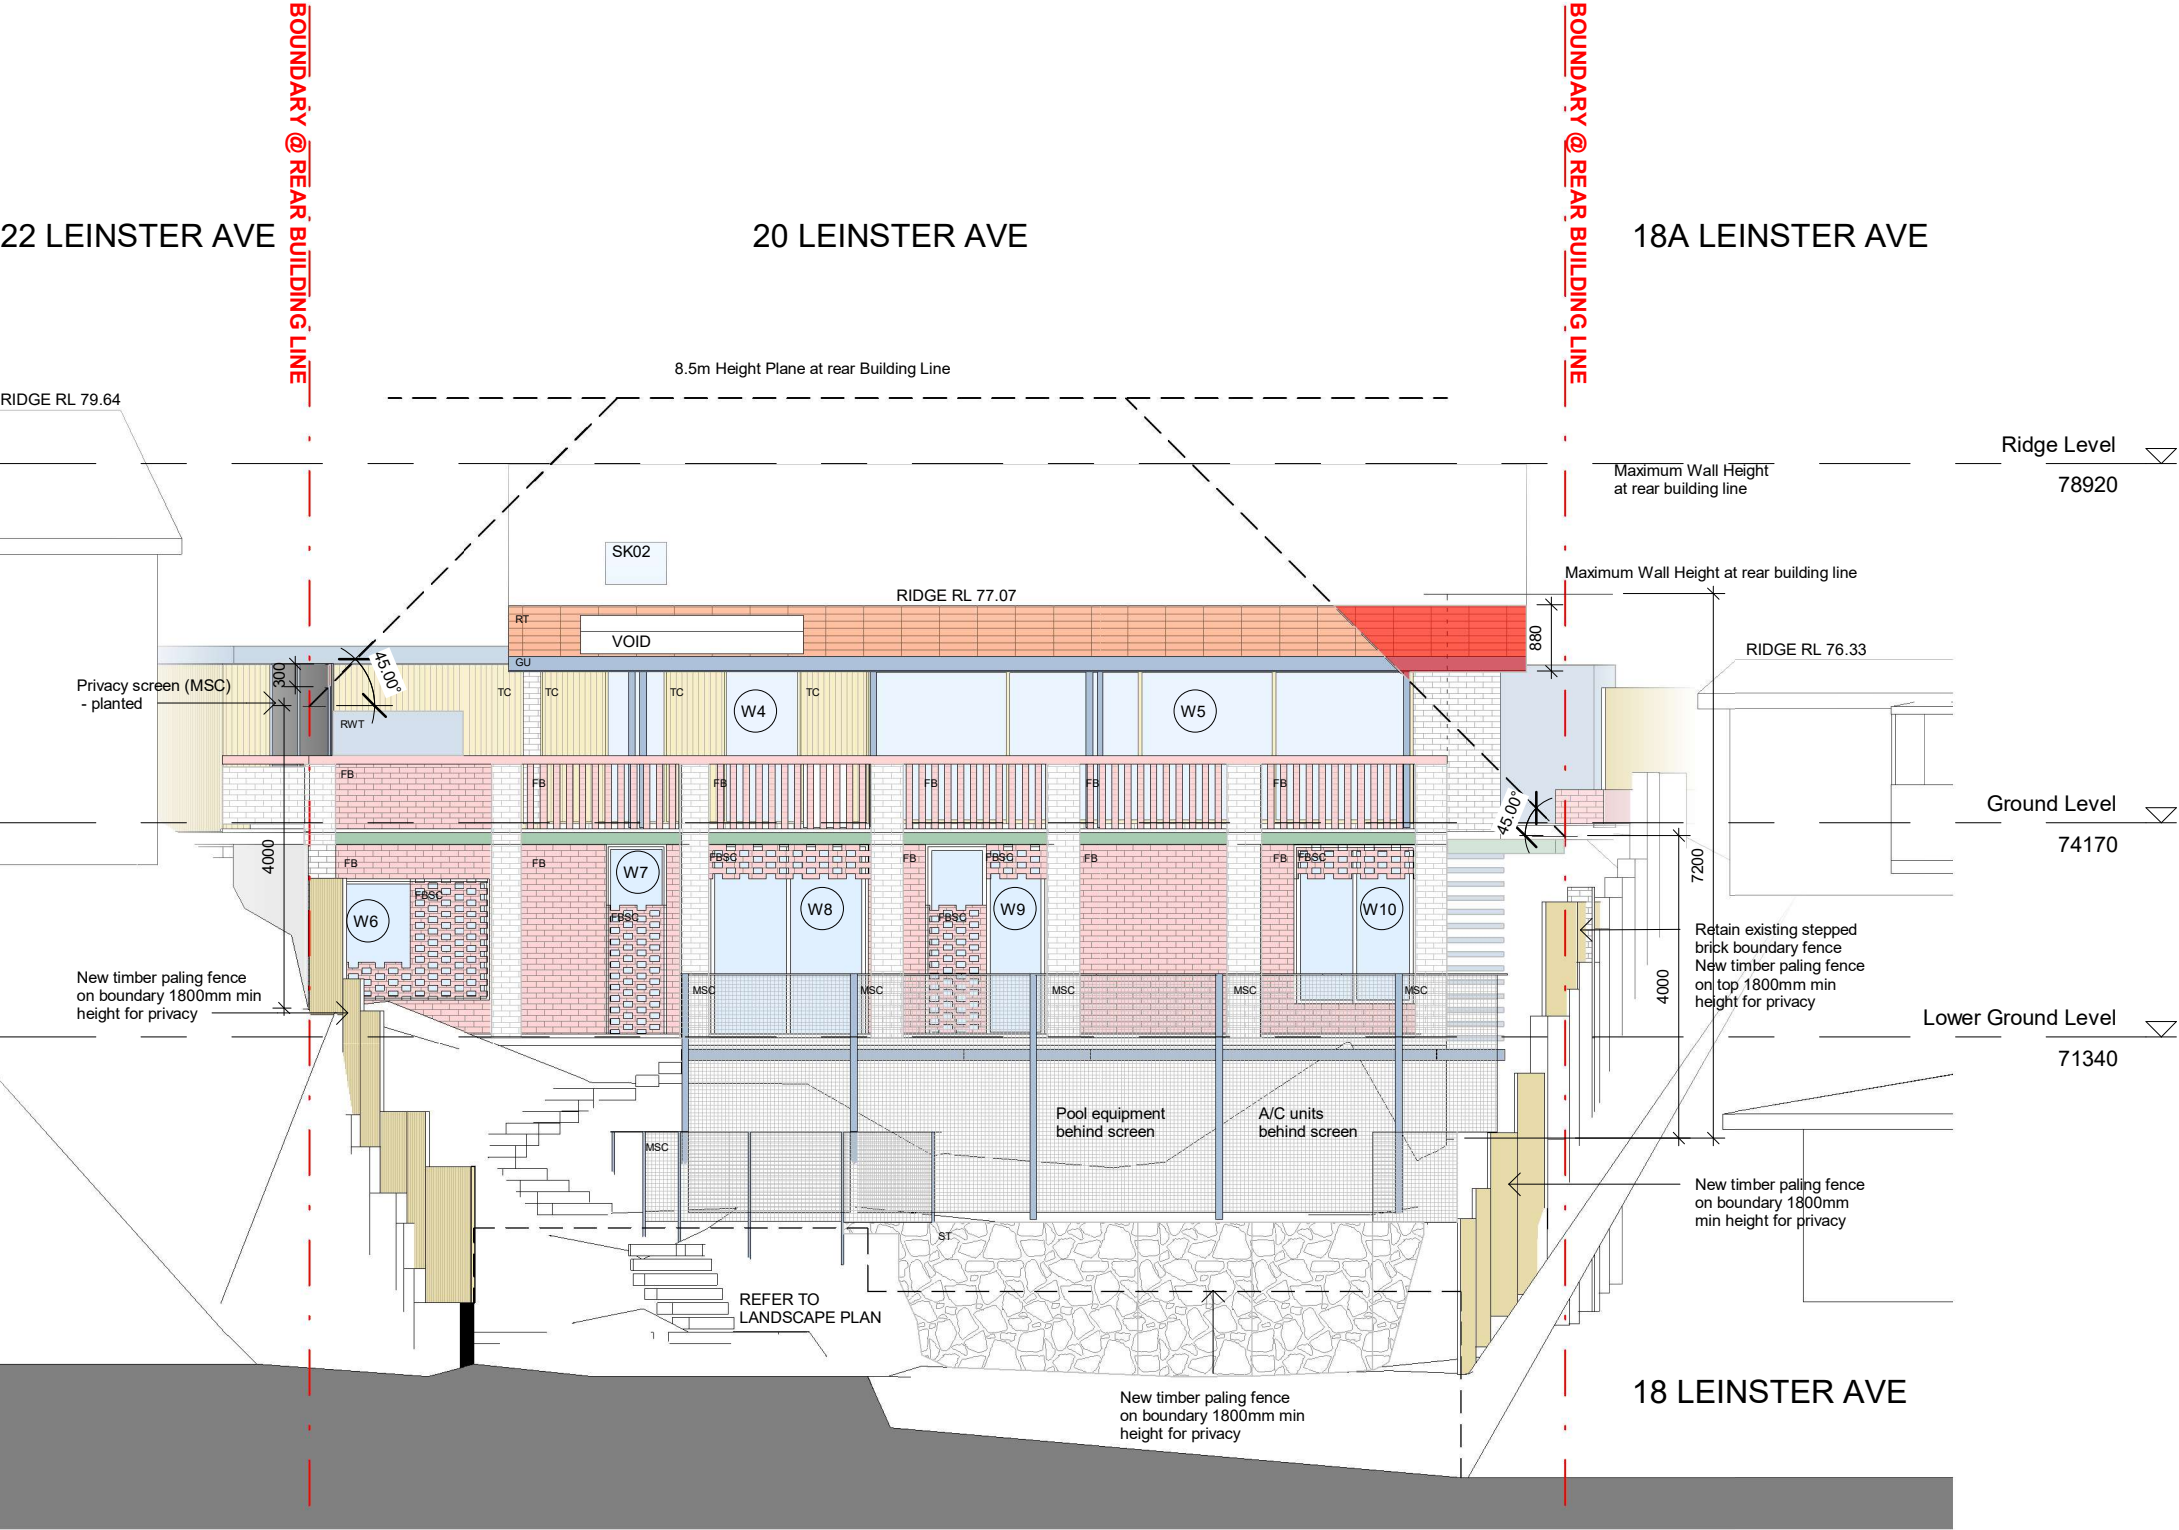 BOUNDARY @ REAR BUILDING LINE
BOUNDARY @ REAR BUILDING LINE
22 LEINSTER AVE
20 LEINSTER AVE
18A LEINSTER AVE
8.5m Height Plane at rear Building Line
RIDGE RL 79.64
Ridge Level
78920
Maximum Wall Height
at rear building line
SK02
Maximum Wall Height at rear building line
RIDGE RL 77.07
RT
VOID
GU
880
RIDGE RL 76.33
300
45.00°
Privacy screen (MSC)
- planted
RWT
TC
TC
TC
TC
W4
W5
FB
FB
FB
FB
FB
FB
45.00°
Ground Level
74170
4000
7200
FB
FB
W7
FBSC
FB
FBSC
FB
FB
FBSC
W6
FBSC
FBSC
W8
FBSC
W9
W10
Retain existing stepped
brick boundary fence
New timber paling fence
on top 1800mm min
height for privacy
4000
New timber paling fence
on boundary 1800mm min
height for privacy
MSC
MSC
MSC
MSC
MSC
Lower Ground Level
71340
Pool equipment
behind screen
A/C units
behind screen
MSC
New timber paling fence
on boundary 1800mm
min height for privacy
ST
REFER TO
LANDSCAPE PLAN
18 LEINSTER AVE
New timber paling fence
on boundary 1800mm min
height for privacy